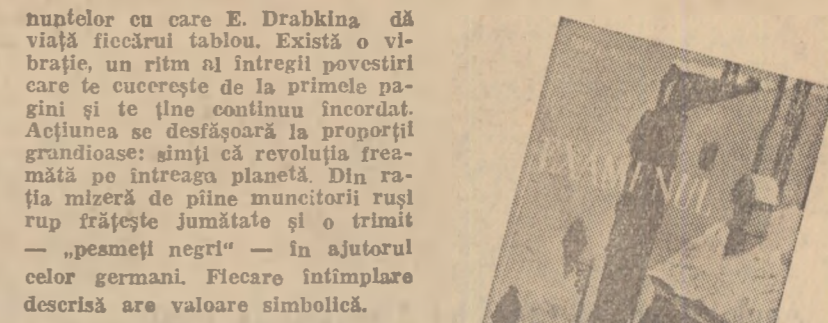 nuntelor cu care E. Drabkina dă
viață fiecărui tablou. Există o vi-
brație, un ritm al întregii povestiri
care te cucerește de la primele pa-
gini și te ține continuu încordat.
Acțiunea se desfășoară la proporții
grandioase: simți că revoluția frea-
mătă pe întreaga planetă. Din ra-
ția mizeră de pîine muncitorii ruși
rup frățește jumătate și o trimit
— „pesmeți negri“ — în ajutorul
celor germani. Fiecare întîmplare
descrisă are valoare simbolică.
EXAMENUL